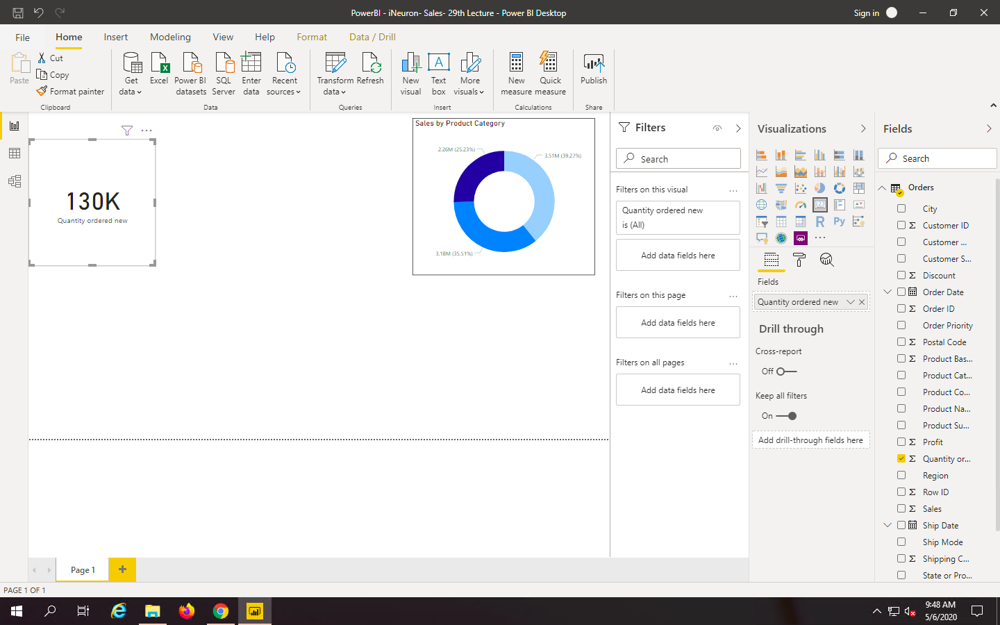 PowerBI - iNeuron- Sales- 29th Lecture - Power BI Desktop
Sign in
File Home Insert Modeling View Help Format Data / Drill
Paste
Cut
Copy
Format painter
Clipboard
Get data
Excel
Power BI datasets
SQL Server
Enter data
Recent sources
Data
Transform data
Refresh
Queries
New visual
Text box
More visuals
Insert
New measure
Quick measure
Calculations
Publish
Share
130K
Quantity ordered new
Sales by Product Category
2.26M (25.23%)
3.51M (39.27%)
3.18M (35.51%)
Filters
Search
Filters on this visual
Quantity ordered new
is (All)
Add data fields here
Filters on this page
Add data fields here
Filters on all pages
Add data fields here
Visualizations
R
Py
Fields
Quantity ordered new
Drill through
Cross-report
Off
Keep all filters
On
Add drill-through fields here
Fields
Search
Orders
City
Customer ID
Customer ...
Customer S...
Discount
Order Date
Order ID
Order Priority
Postal Code
Product Bas...
Product Cat...
Product Co...
Product Na...
Product Su...
Profit
Quantity or...
Region
Row ID
Sales
Ship Date
Ship Mode
Shipping C...
State or Pro...
Page 1
PAGE 1 OF 1
9:48 AM
5/6/2020